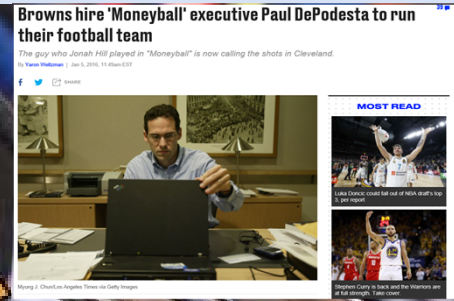 Browns hire 'Moneyball' executive Paul DePodesta to run
their football team
The guy who Jonah Hill played in "Moneyball" is now calling the shots in Cleveland.
By Yaron Weitzman | Jan 5, 2016, 11:49am EST
SHARE
MOST READ
Luka Doncic could fall out of NBA draft's top
3, per report
Stephen Curry is back and the Warriors are
at full strength. Take cover.
Myung J. Chun/Los Angeles Times via Getty Images